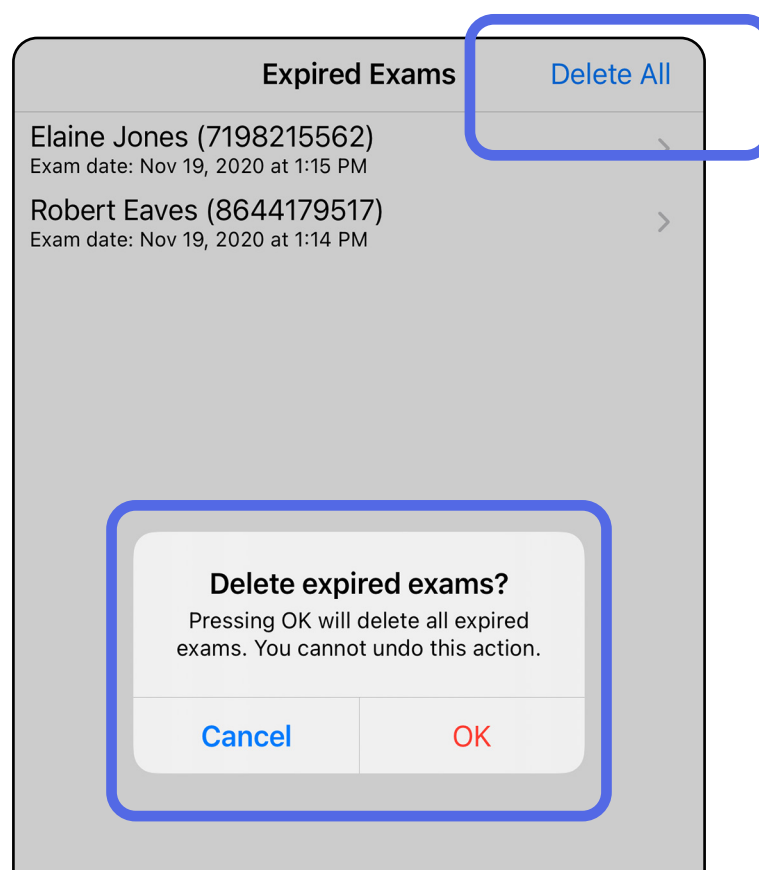 Expired Exams Delete All
Elaine Jones (7198215562)
Exam date: Nov 19, 2020 at 1:15 PM
Robert Eaves (8644179517)
Exam date: Nov 19, 2020 at 1:14 PM
Delete expired exams?
Pressing OK will delete all expired
exams. You cannot undo this action.
Cancel OK